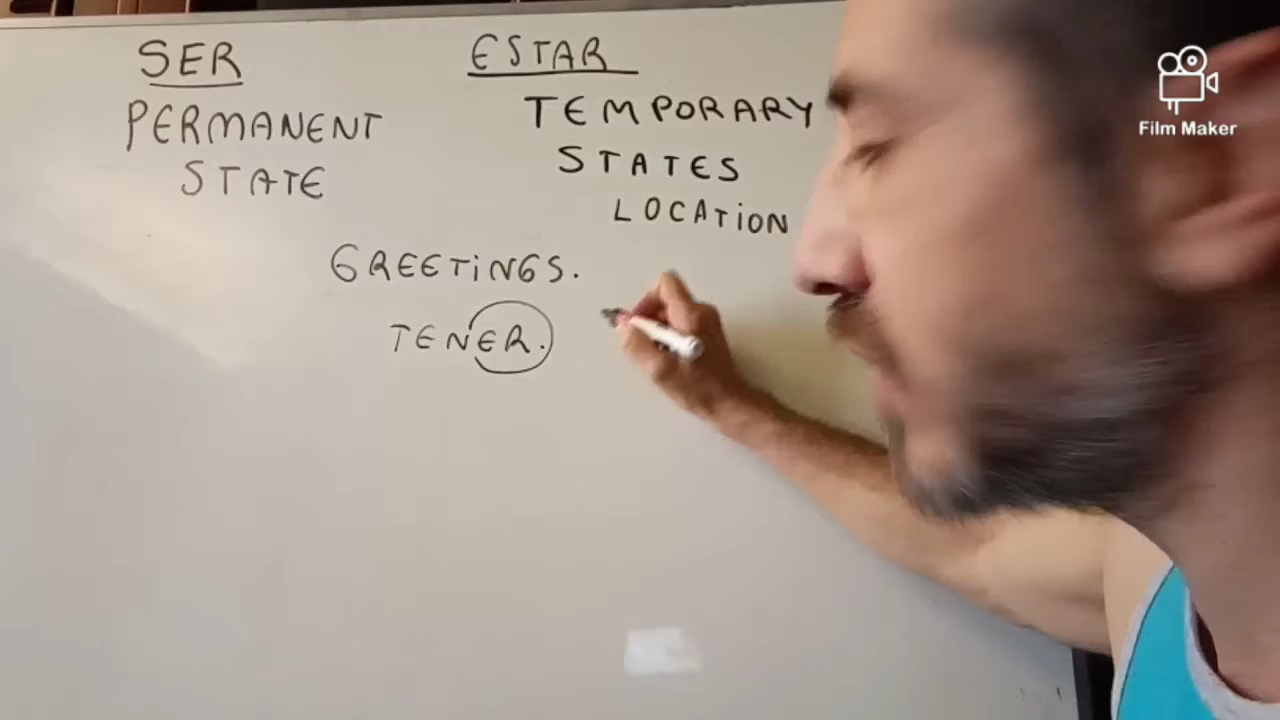 SER
PERMANENT
STATE
ESTAR
TEMPORARY
STATES
LOCATiON
GREETiNGS.
TENER.
Film Maker